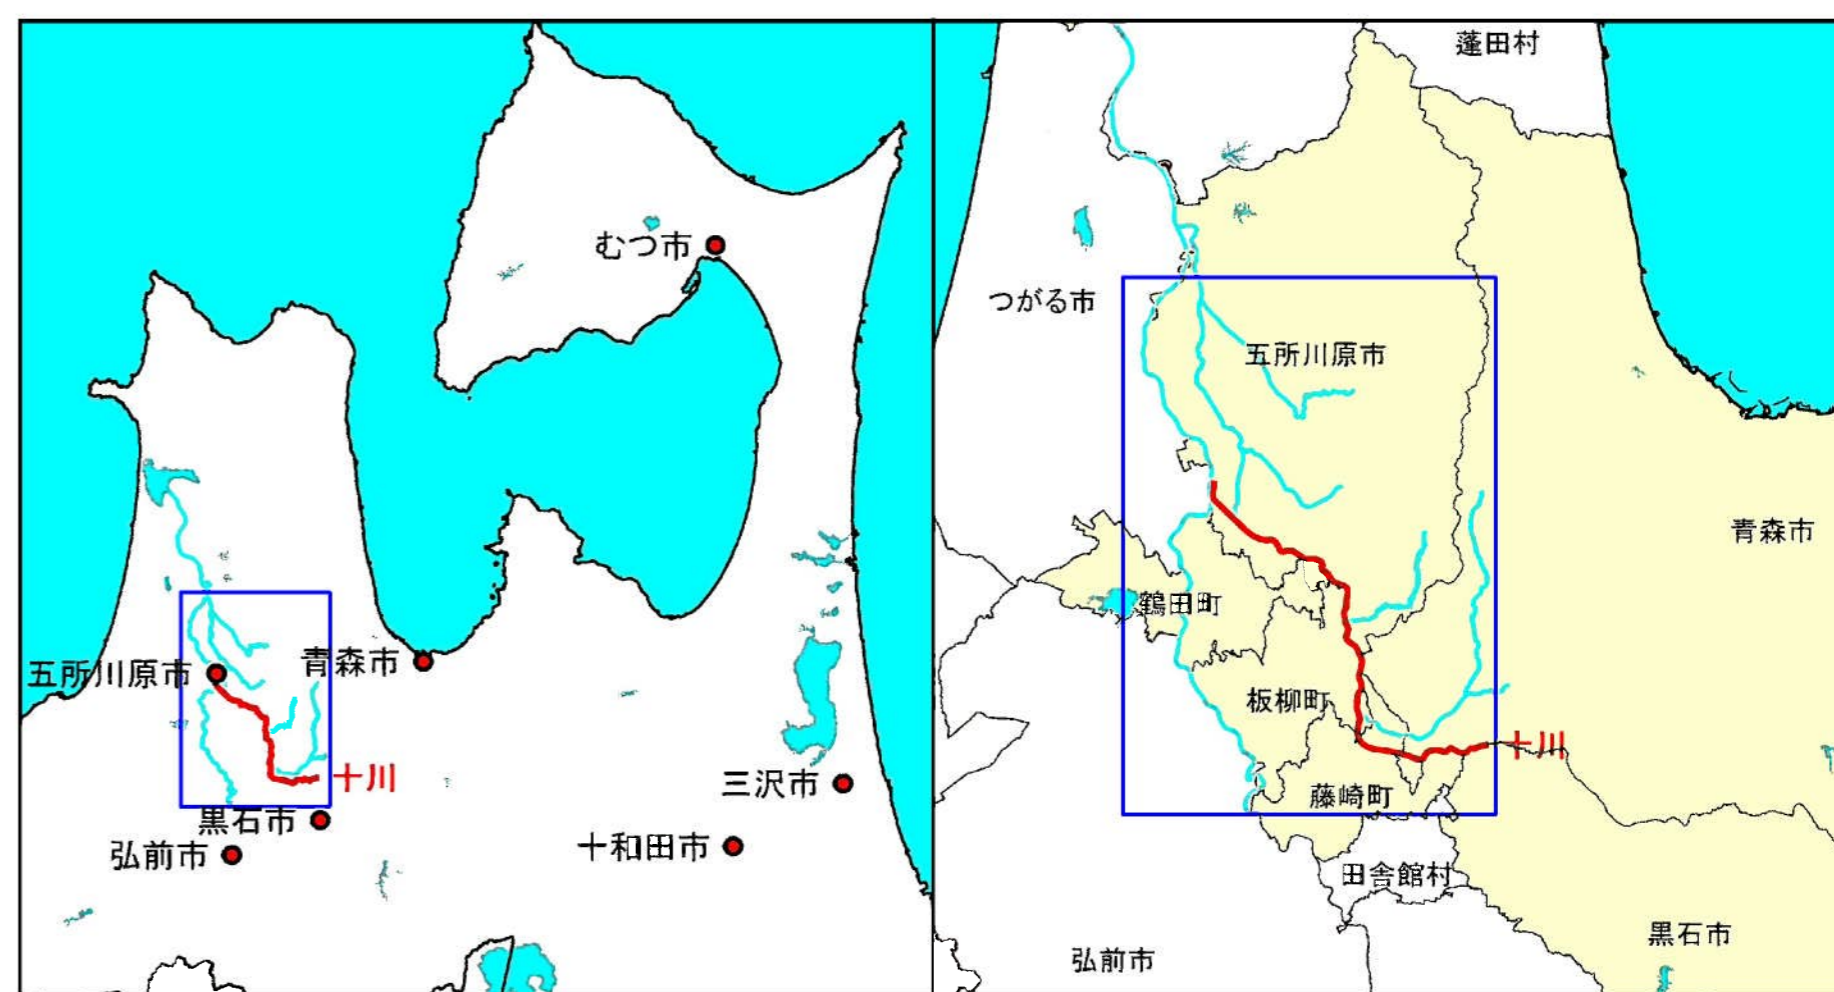 むつ市
五所川原市
青森市
十川
三沢市
黒石市
弘前市
十和田市
蓬田村
つがる市
五所川原市
青森市
鶴田町
板柳町
十川
藤崎町
田舎館村
黒石市
弘前市